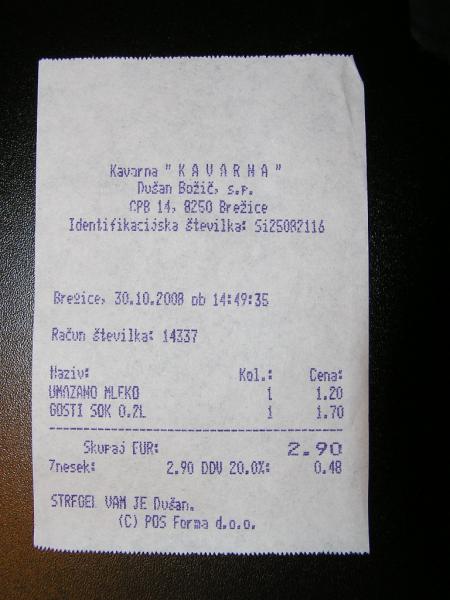 Kavarna " K A V A R N A "
Dušan Božič, s.p.
CPB 14, 8250 Brežice
Identifikacijska številka: Si25082116
Brežice, 30.10.2008 ob 14:49:35
Račun številka: 14337
Naziv: Kol.: Cena:
UMAZANO MLEKO 1 1.20
GOSTI SOK 0.2L 1 1.70
Skupaj EUR: 2.90
Znesek: 2.90 DDV 20.0%: 0.48
STREGEL VAM JE Dušan.
(C) POS Forma d.o.o.